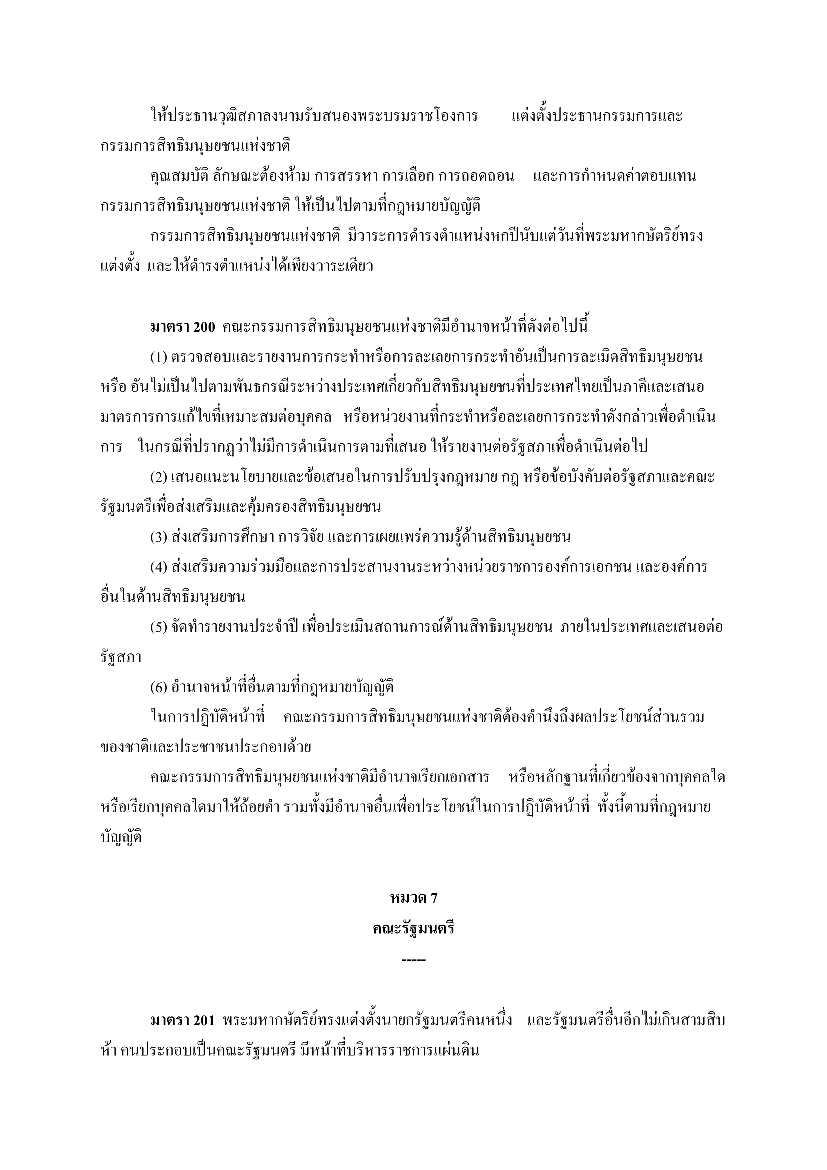 ให้ประธานวุฒิสภาลงนามรับสนองพระบรมราชโองการ แต่งตั้งประธานกรรมการและ
กรรมการสิทธิมนุษยชนแห่งชาติ
คุณสมบัติ ลักษณะต้องห้าม การสรรหา การเลือก การถอดถอน และการกำหนดค่าตอบแทน
กรรมการสิทธิมนุษยชนแห่งชาติ ให้เป็นไปตามที่กฎหมายบัญญัติ
กรรมการสิทธิมนุษยชนแห่งชาติ มีวาระการดำรงตำแหน่งหกปีนับแต่วันที่พระมหากษัตริย์ทรง
แต่งตั้ง และให้ดำรงตำแหน่งได้เพียงวาระเดียว
มาตรา 200 คณะกรรมการสิทธิมนุษยชนแห่งชาติมีอำนาจหน้าที่ดังต่อไปนี้
(1) ตรวจสอบและรายงานการกระทำหรือการละเลยการกระทำอันเป็นการละเมิดสิทธิมนุษยชน
หรือ อันไม่เป็นไปตามพันธกรณีระหว่างประเทศเกี่ยวกับสิทธิมนุษยชนที่ประเทศไทยเป็นภาคีและเสนอ
มาตรการการแก้ไขที่เหมาะสมต่อบุคคล หรือหน่วยงานที่กระทำหรือละเลยการกระทำดังกล่าวเพื่อดำเนิน
การ ในกรณีที่ปรากฏว่าไม่มีการดำเนินการตามที่เสนอ ให้รายงานต่อรัฐสภาเพื่อดำเนินต่อไป
(2) เสนอแนะนโยบายและข้อเสนอในการปรับปรุงกฎหมาย กฎ หรือข้อบังคับต่อรัฐสภาและคณะ
รัฐมนตรีเพื่อส่งเสริมและคุ้มครองสิทธิมนุษยชน
(3) ส่งเสริมการศึกษา การวิจัย และการเผยแพร่ความรู้ด้านสิทธิมนุษยชน
(4) ส่งเสริมความร่วมมือและการประสานงานระหว่างหน่วยราชการองค์การเอกชน และองค์การ
อื่นในด้านสิทธิมนุษยชน
(5) จัดทำรายงานประจำปี เพื่อประเมินสถานการณ์ด้านสิทธิมนุษยชน ภายในประเทศและเสนอต่อ
รัฐสภา
(6) อำนาจหน้าที่อื่นตามที่กฎหมายบัญญัติ
ในการปฏิบัติหน้าที่ คณะกรรมการสิทธิมนุษยชนแห่งชาติต้องคำนึงถึงผลประโยชน์ส่วนรวม
ของชาติและประชาชนประกอบด้วย
คณะกรรมการสิทธิมนุษยชนแห่งชาติมีอำนาจเรียกเอกสาร หรือหลักฐานที่เกี่ยวข้องจากบุคคลใด
หรือเรียกบุคคลใดมาให้ถ้อยคำ รวมทั้งมีอำนาจอื่นเพื่อประโยชน์ในการปฏิบัติหน้าที่ ทั้งนี้ตามที่กฎหมาย
บัญญัติ
หมวด 7
คณะรัฐมนตรี
-----
มาตรา 201 พระมหากษัตริย์ทรงแต่งตั้งนายกรัฐมนตรีคนหนึ่ง และรัฐมนตรีอื่นอีกไม่เกินสามสิบ
ห้า คนประกอบเป็นคณะรัฐมนตรี มีหน้าที่บริหารราชการแผ่นดิน